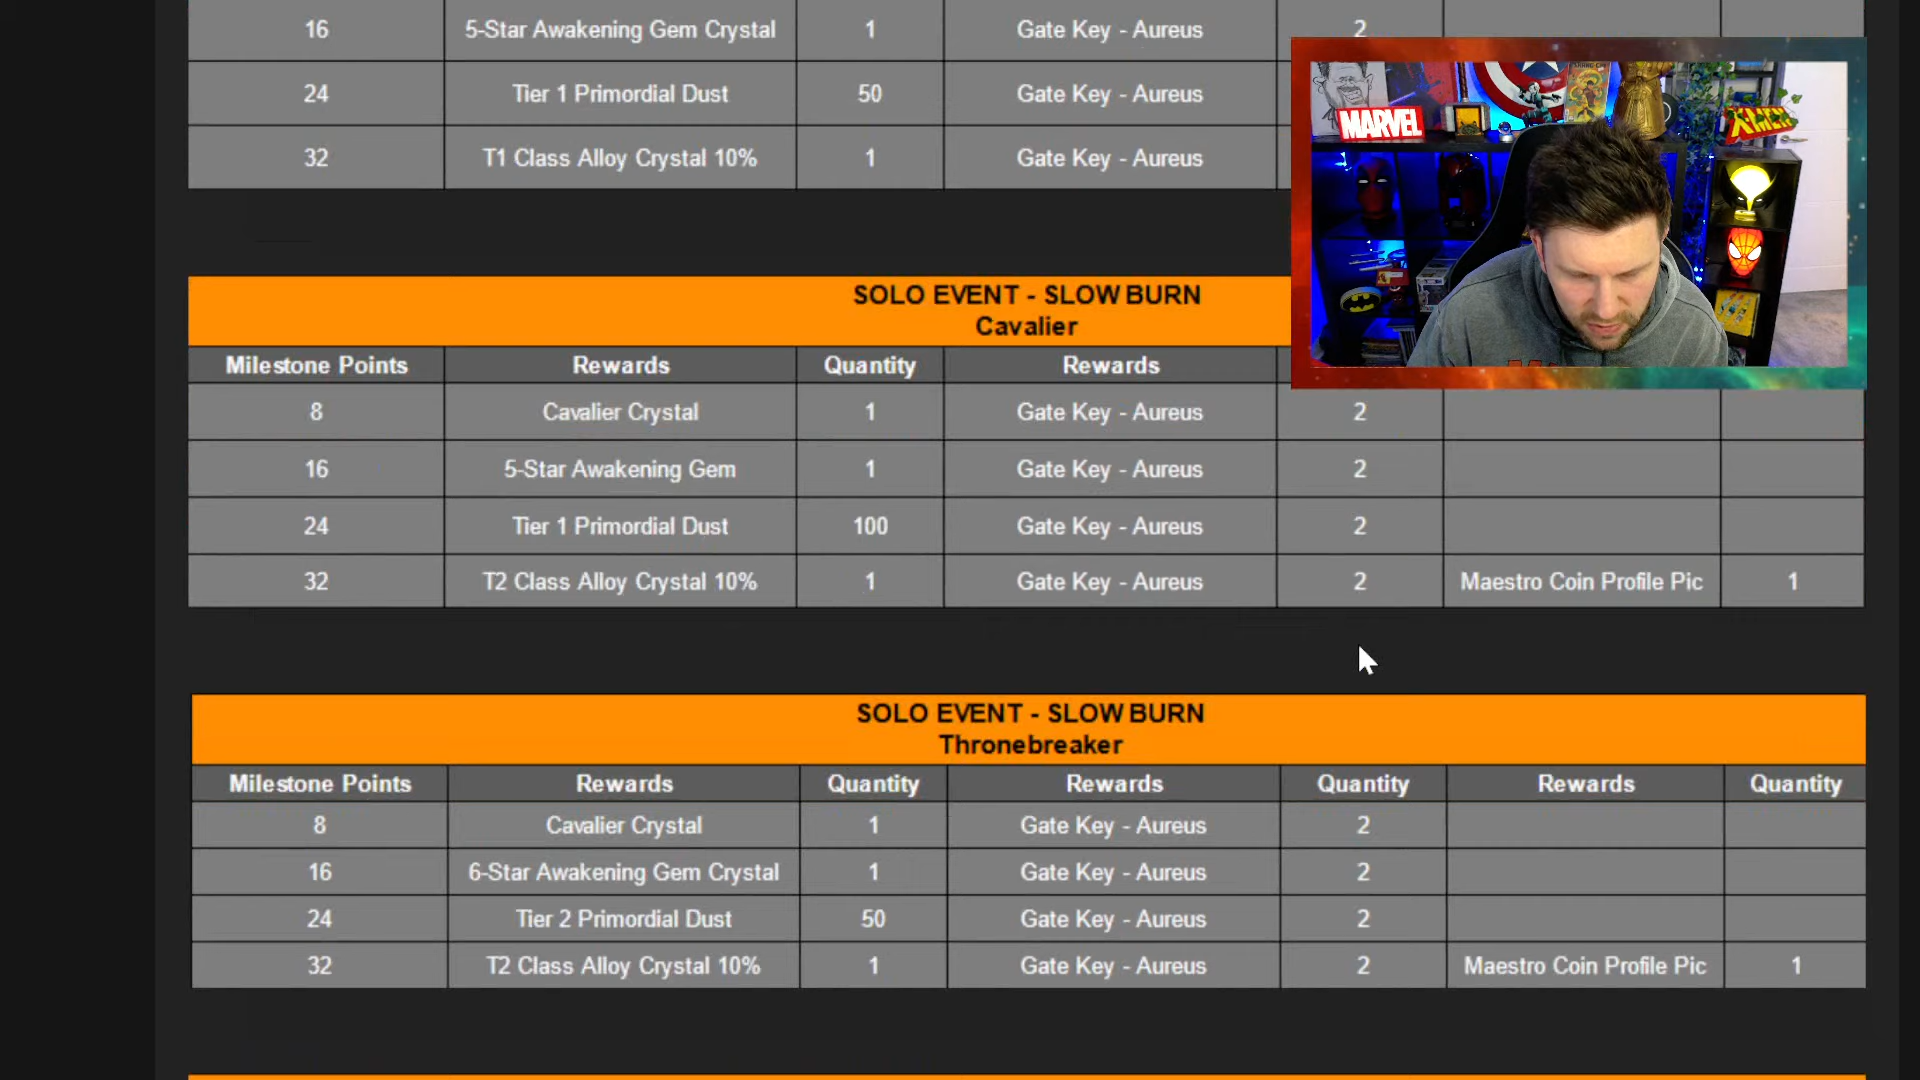 16 5-Star Awakening Gem Crystal 1 Gate Key - Aureus 2
24 Tier 1 Primordial Dust 50 Gate Key - Aureus
32 T1 Class Alloy Crystal 10% 1 Gate Key - Aureus
MARVEL
X-MEN
SOLO EVENT - SLOW BURN
Cavalier
Milestone Points Rewards Quantity Rewards
8 Cavalier Crystal 1 Gate Key - Aureus 2
16 5-Star Awakening Gem 1 Gate Key - Aureus 2
24 Tier 1 Primordial Dust 100 Gate Key - Aureus 2
32 T2 Class Alloy Crystal 10% 1 Gate Key - Aureus 2 Maestro Coin Profile Pic 1
SOLO EVENT - SLOW BURN
Thronebreaker
Milestone Points Rewards Quantity Rewards Quantity Rewards Quantity
8 Cavalier Crystal 1 Gate Key - Aureus 2
16 6-Star Awakening Gem Crystal 1 Gate Key - Aureus 2
24 Tier 2 Primordial Dust 50 Gate Key - Aureus 2
32 T2 Class Alloy Crystal 10% 1 Gate Key - Aureus 2 Maestro Coin Profile Pic 1